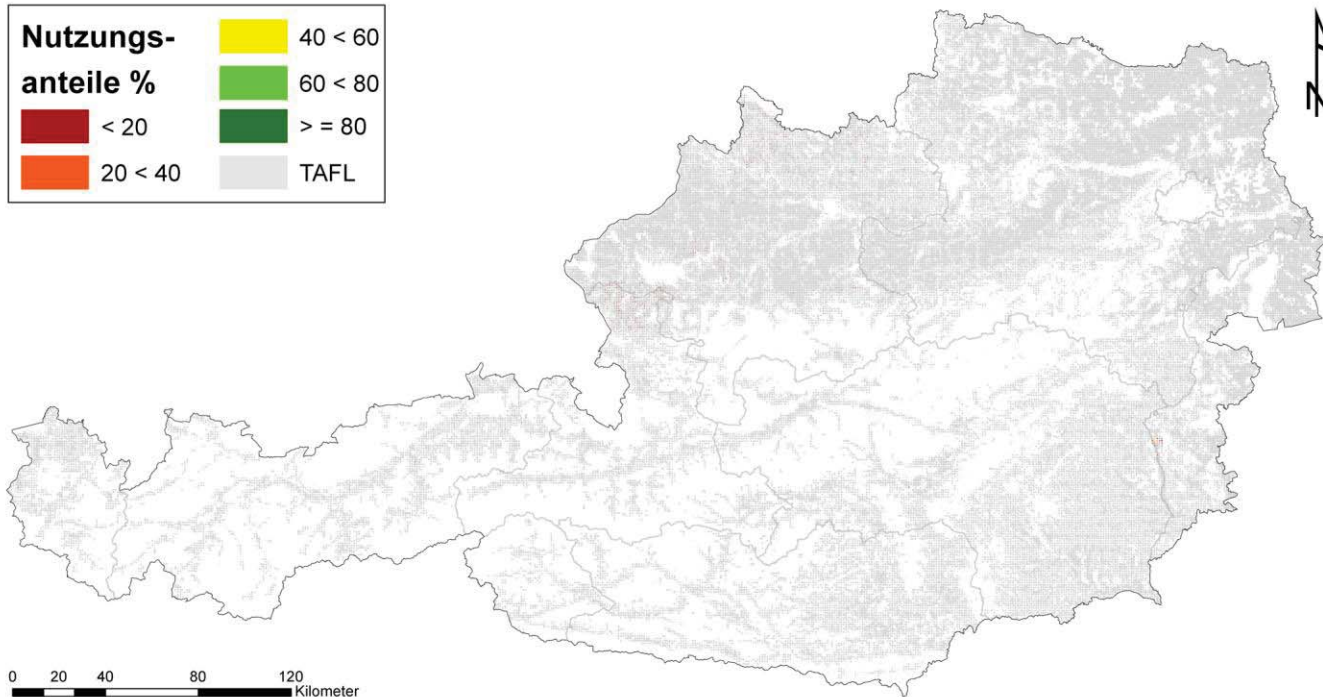 Nutzungs-
anteile %
< 20
20 < 40
40 < 60
60 < 80
> = 80
TAFL
N
0 20 40 80 120
Kilometer